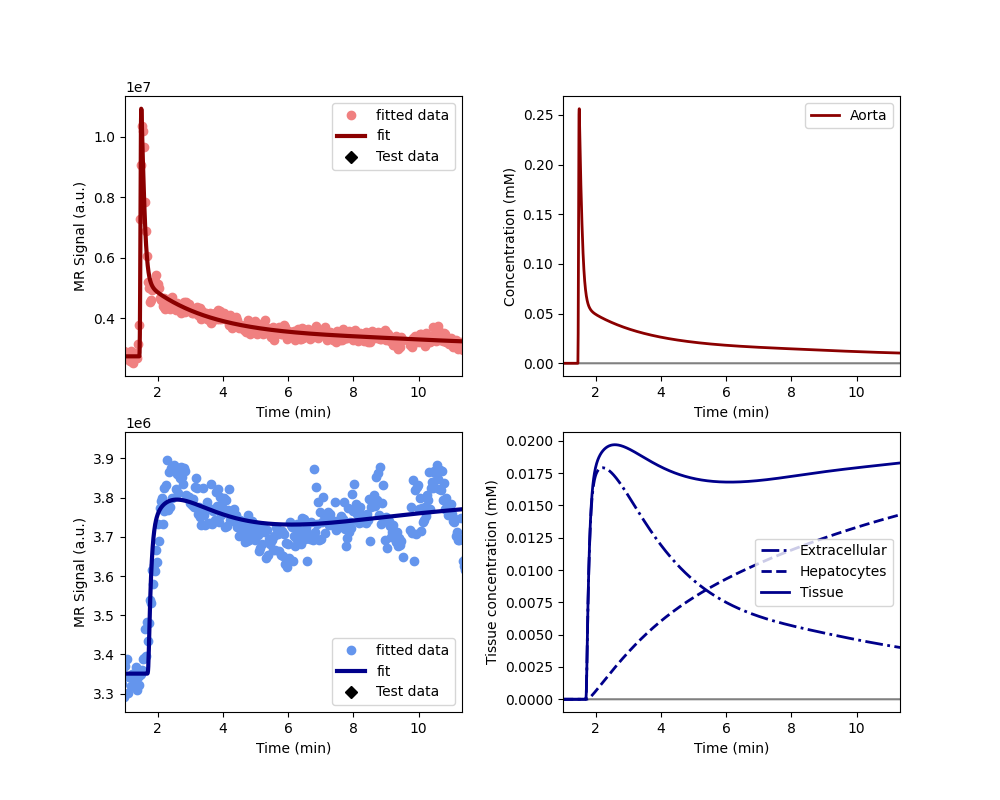 1e7
1.0
0.8
0.6
0.4
MR Signal (a.u.)
2 4 6 8 10
Time (min)
fitted data
fit
Test data
0.25
0.20
0.15
0.10
0.05
0.00
Concentration (mM)
2 4 6 8 10
Time (min)
Aorta
1e6
3.9
3.8
3.7
3.6
3.5
3.4
3.3
MR Signal (a.u.)
2 4 6 8 10
Time (min)
fitted data
fit
Test data
0.0200
0.0175
0.0150
0.0125
0.0100
0.0075
0.0050
0.0025
0.0000
Tissue concentration (mM)
2 4 6 8 10
Time (min)
Extracellular
Hepatocytes
Tissue